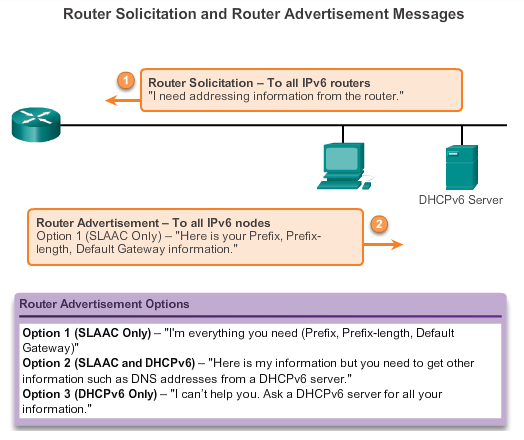 Router Solicitation and Router Advertisement Messages
1
Router Solicitation – To all IPv6 routers
"I need addressing information from the router."
DHCPv6 Server
Router Advertisement – To all IPv6 nodes
Option 1 (SLAAC Only) – "Here is your Prefix, Prefix-
length, Default Gateway information."
2
Router Advertisement Options
Option 1 (SLAAC Only) – "I'm everything you need (Prefix, Prefix-length, Default
Gateway)"
Option 2 (SLAAC and DHCPv6) – "Here is my information but you need to get other
information such as DNS addresses from a DHCPv6 server."
Option 3 (DHCPv6 Only) – "I can't help you. Ask a DHCPv6 server for all your
information."